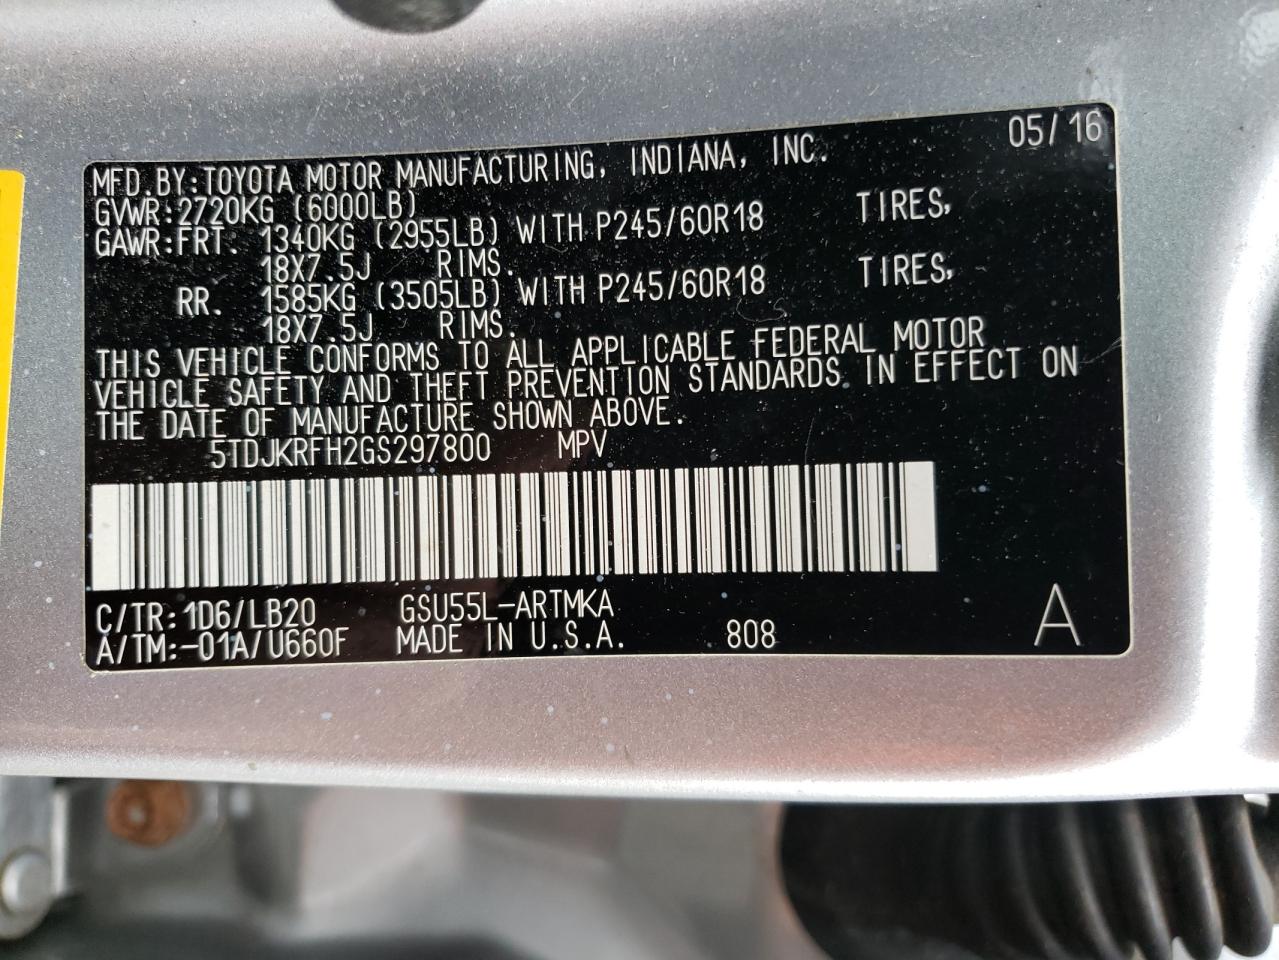 05/16
MFD.BY:TOYOTA MOTOR MANUFACTURING, INDIANA, INC.
GVWR:2720KG (6000LB)
GAWR:FRT. 1340KG (2955LB) WITH P245/60R18 TIRES,
18X7.5J RIMS.
RR. 1585KG (3505LB) WITH P245/60R18 TIRES,
18X7.5J RIMS.
THIS VEHICLE CONFORMS TO ALL APPLICABLE FEDERAL MOTOR
VEHICLE SAFETY AND THEFT PREVENTION STANDARDS IN EFFECT ON
THE DATE OF MANUFACTURE SHOWN ABOVE.
5TDJKRFH2GS297800 MPV
C/TR:1D6/LB20 GSU55L-ARTMKA
A/TM:-01A/U660F MADE IN U.S.A. 808 A